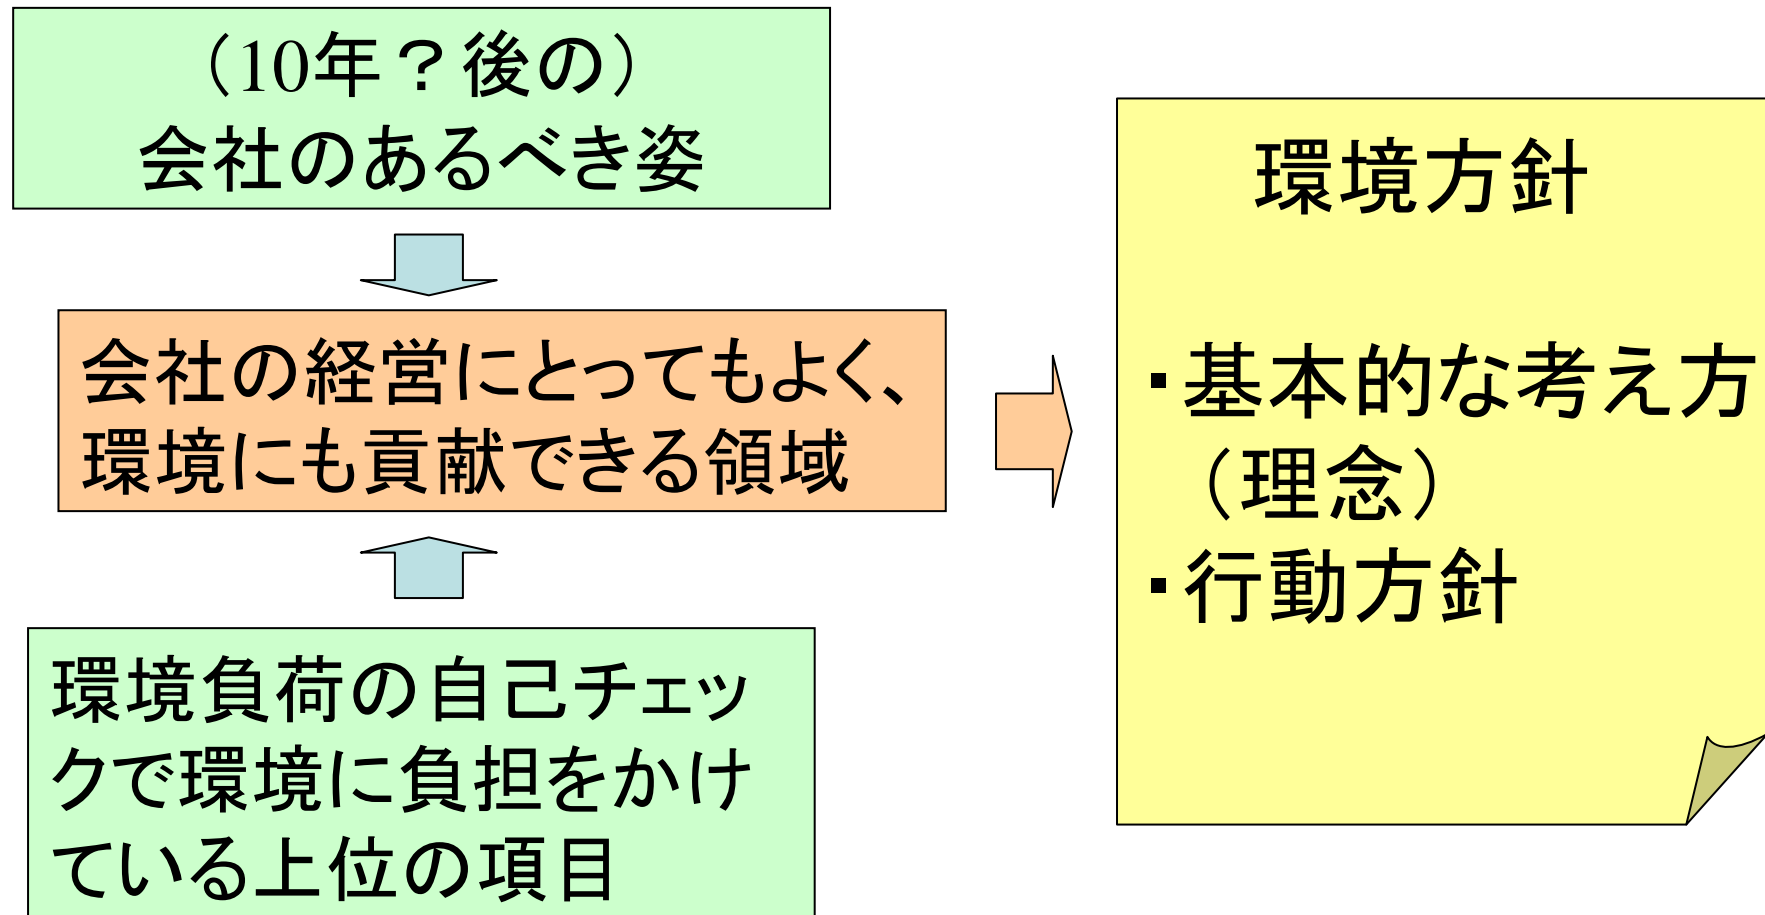 （10年？後の）
会社のあるべき姿
会社の経営にとってもよく、
環境にも貢献できる領域
環境負荷の自己チェッ
クで環境に負担をかけ
ている上位の項目
環境方針
・基本的な考え方
（理念）
・行動方針